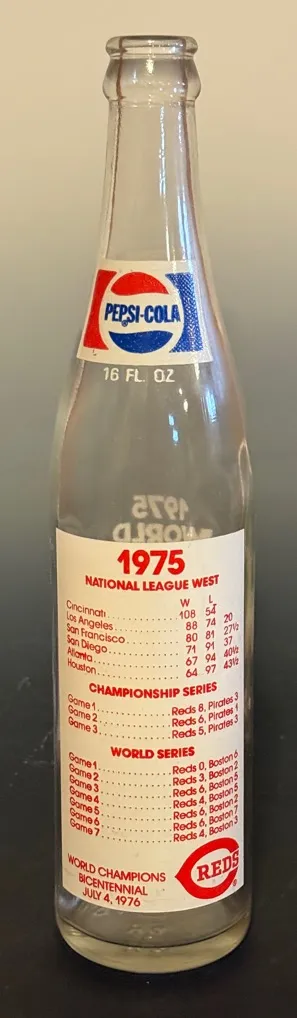 PEPSI-COLA
16 FL. OZ
1975
WORLD
1975
NATIONAL LEAGUE WEST
W L
Cincinnati 108 54
Los Angeles 88 74 20
San Francisco 80 81 27½
San Diego 71 91 37
Atlanta 67 94 40½
Houston 64 97 43½
CHAMPIONSHIP SERIES
Game 1 Reds 8, Pirates 3
Game 2 Reds 6, Pirates 1
Game 3 Reds 5, Pirates 3
WORLD SERIES
Game 1 Reds 0, Boston 6
Game 2 Reds 3, Boston 2
Game 3 Reds 6, Boston 5
Game 4 Reds 4, Boston 5
Game 5 Reds 6, Boston 2
Game 6 Reds 6, Boston 7
Game 7 Reds 4, Boston 3
WORLD CHAMPIONS
BICENTENNIAL
JULY 4, 1976
REDS
®